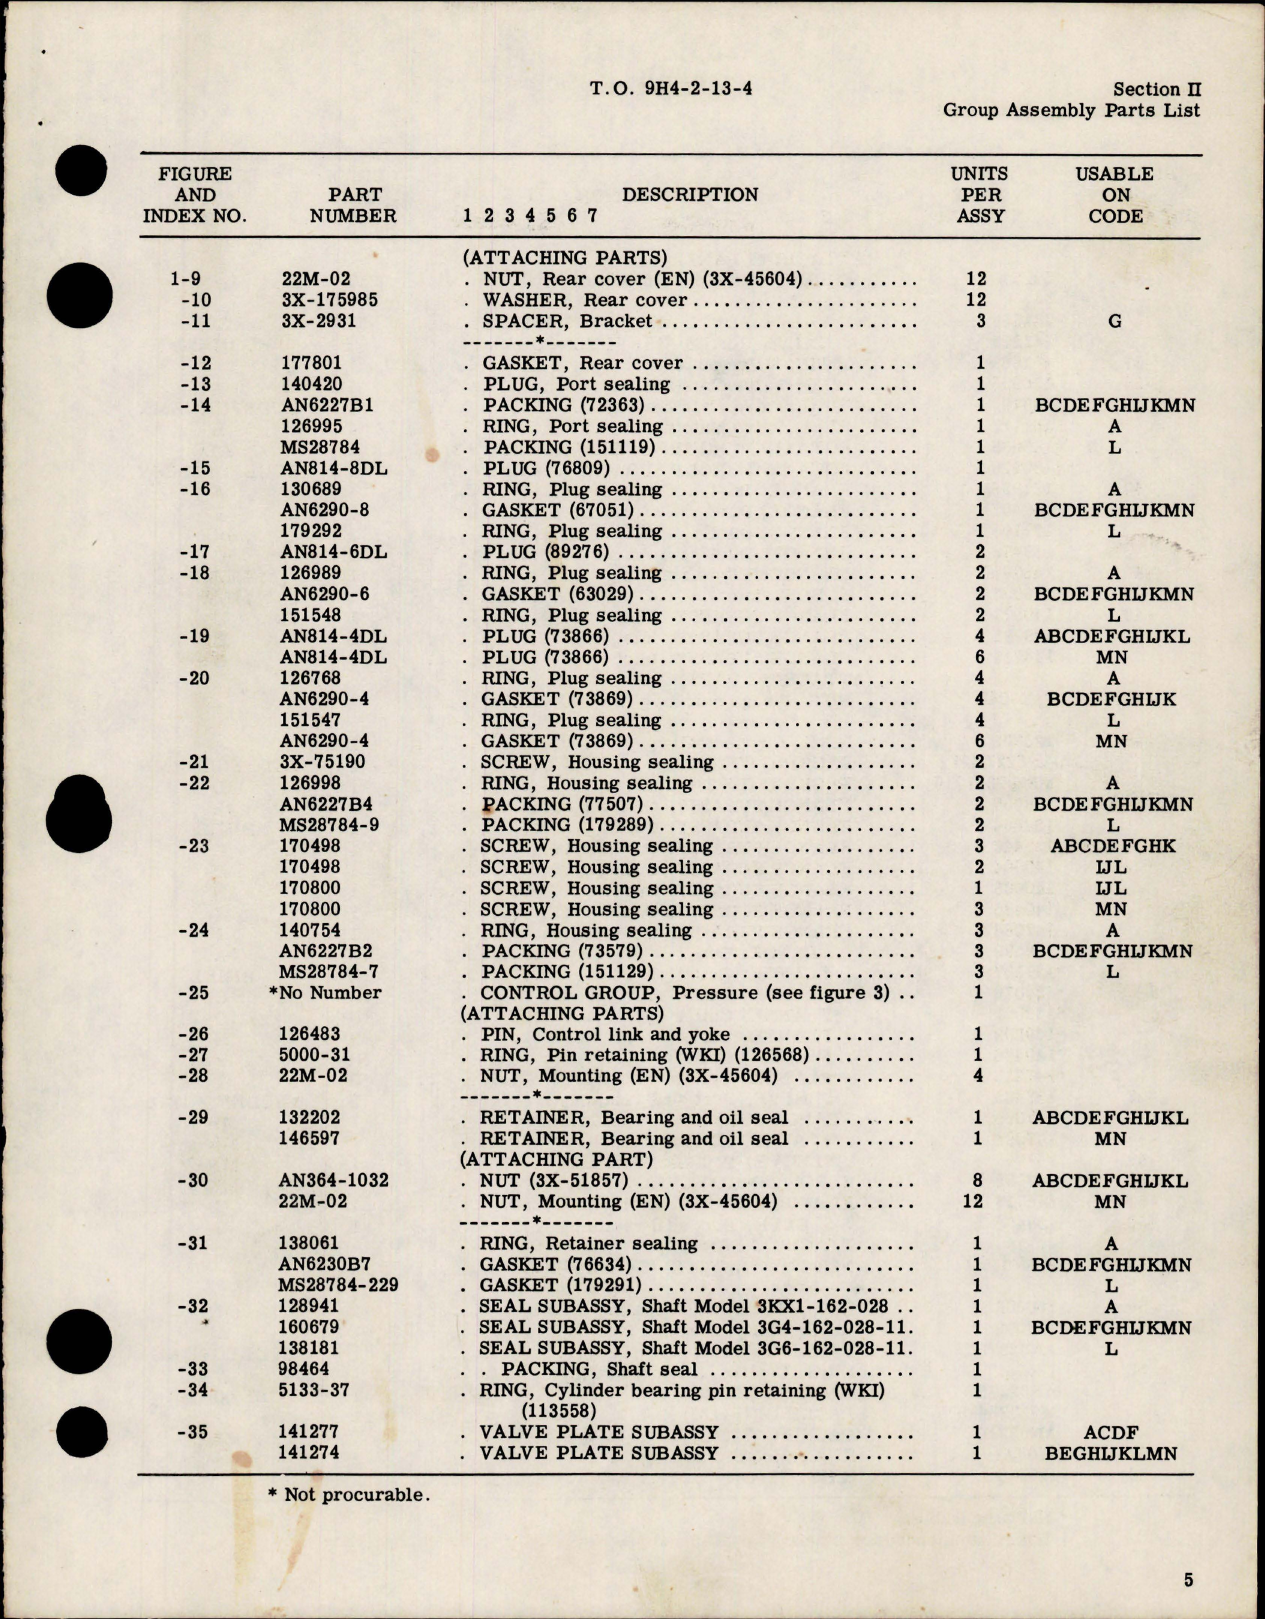 T.O. 9H4-2-13-4
Section II
Group Assembly Parts List
FIGURE AND INDEX NO. PART NUMBER DESCRIPTION 1 2 3 4 5 6 7 UNITS PER ASSY USABLE ON CODE
(ATTACHING PARTS)
1-9 22M-02 . NUT, Rear cover (EN) (3X-45604) ........... 12
-10 3X-175985 . WASHER, Rear cover ...................... 12
-11 3X-2931 . SPACER, Bracket ......................... 3 G
-------*-------
-12 177801 . GASKET, Rear cover ...................... 1
-13 140420 . PLUG, Port sealing ....................... 1
-14 AN6227B1 . PACKING (72363) .......................... 1 BCDEFGHIJKMN
126995 . RING, Port sealing ........................ 1 A
MS28784 . PACKING (151119) ......................... 1 L
-15 AN814-8DL . PLUG (76809) ............................. 1
-16 130689 . RING, Plug sealing ........................ 1 A
AN6290-8 . GASKET (67051) ........................... 1 BCDEFGHIJKMN
179292 . RING, Plug sealing ........................ 1 L
-17 AN814-6DL . PLUG (89276) ............................. 2
-18 126989 . RING, Plug sealing ........................ 2 A
AN6290-6 . GASKET (63029) ........................... 2 BCDEFGHIJKMN
151548 . RING, Plug sealing ........................ 2 L
-19 AN814-4DL . PLUG (73866) ............................. 4 ABCDEFGHIJKL
AN814-4DL . PLUG (73866) ............................. 6 MN
-20 126768 . RING, Plug sealing ........................ 4 A
AN6290-4 . GASKET (73869) ........................... 4 BCDEFGHIJK
151547 . RING, Plug sealing ........................ 4 L
AN6290-4 . GASKET (73869) ........................... 6 MN
-21 3X-75190 . SCREW, Housing sealing ................... 2
-22 126998 . RING, Housing sealing ..................... 2 A
AN6227B4 . PACKING (77507) .......................... 2 BCDEFGHIJKMN
MS28784-9 . PACKING (179289) ......................... 2 L
-23 170498 . SCREW, Housing sealing ................... 3 ABCDEFGHK
170498 . SCREW, Housing sealing ................... 2 IJL
170800 . SCREW, Housing sealing ................... 1 IJL
170800 . SCREW, Housing sealing ................... 3 MN
-24 140754 . RING, Housing sealing ..................... 3 A
AN6227B2 . PACKING (73579) .......................... 3 BCDEFGHIJKMN
MS28784-7 . PACKING (151129) ......................... 3 L
-25 *No Number . CONTROL GROUP, Pressure (see figure 3) .. 1
(ATTACHING PARTS)
-26 126483 . PIN, Control link and yoke ................. 1
-27 5000-31 . RING, Pin retaining (WKI) (126568) .......... 1
-28 22M-02 . NUT, Mounting (EN) (3X-45604) ............ 4
-------*-------
-29 132202 . RETAINER, Bearing and oil seal ........... 1 ABCDEFGHIJKL
146597 . RETAINER, Bearing and oil seal ........... 1 MN
(ATTACHING PART)
-30 AN364-1032 . NUT (3X-51857) ........................... 8 ABCDEFGHIJKL
22M-02 . NUT, Mounting (EN) (3X-45604) ............ 12 MN
-------*-------
-31 138061 . RING, Retainer sealing .................... 1 A
AN6230B7 . GASKET (76634) ........................... 1 BCDEFGHIJKMN
MS28784-229 . GASKET (179291) .......................... 1 L
-32 128941 . SEAL SUBASSY, Shaft Model 3KX1-162-028 .. 1 A
160679 . SEAL SUBASSY, Shaft Model 3G4-162-028-11. 1 BCDEFGHIJKMN
138181 . SEAL SUBASSY, Shaft Model 3G6-162-028-11. 1 L
-33 98464 . . PACKING, Shaft seal .................... 1
-34 5133-37 . RING, Cylinder bearing pin retaining (WKI) 1
(113558)
-35 141277 . VALVE PLATE SUBASSY .................. 1 ACDF
141274 . VALVE PLATE SUBASSY .................. 1 BEGHIJKLMN
* Not procurable.
5